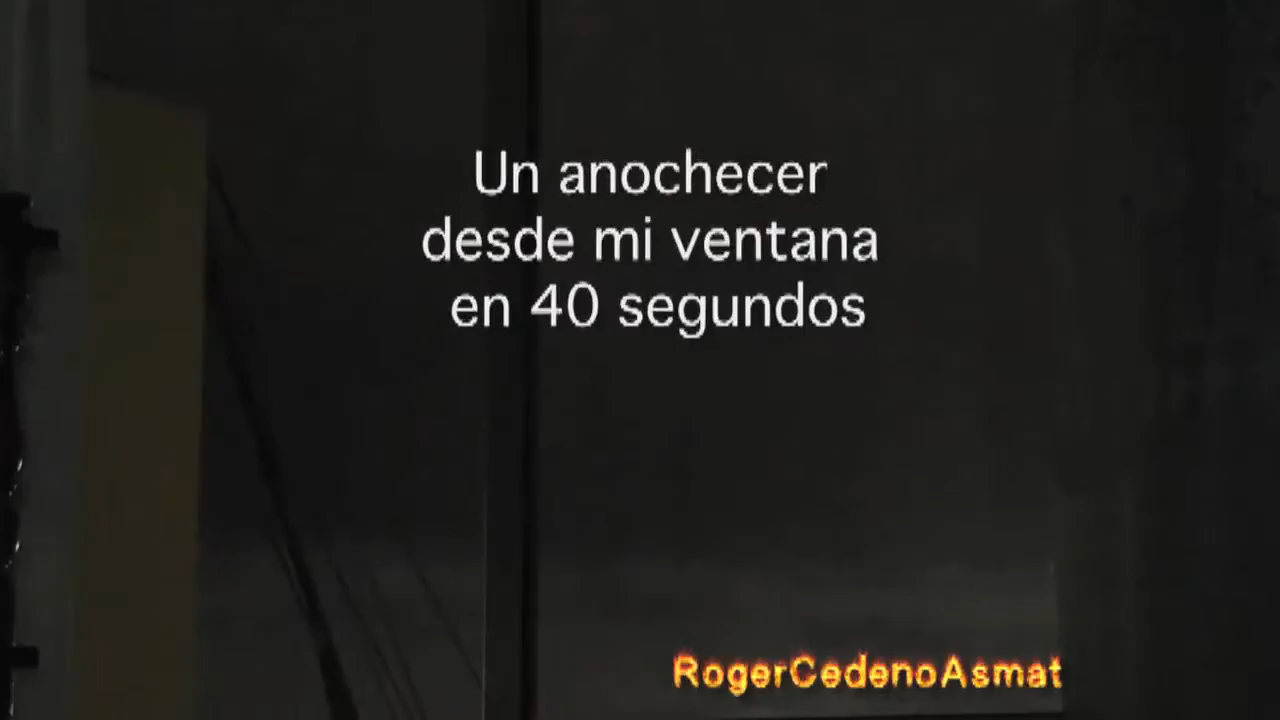 Un anochecer
desde mi ventana
en 40 segundos
RogerCedenoAsmat